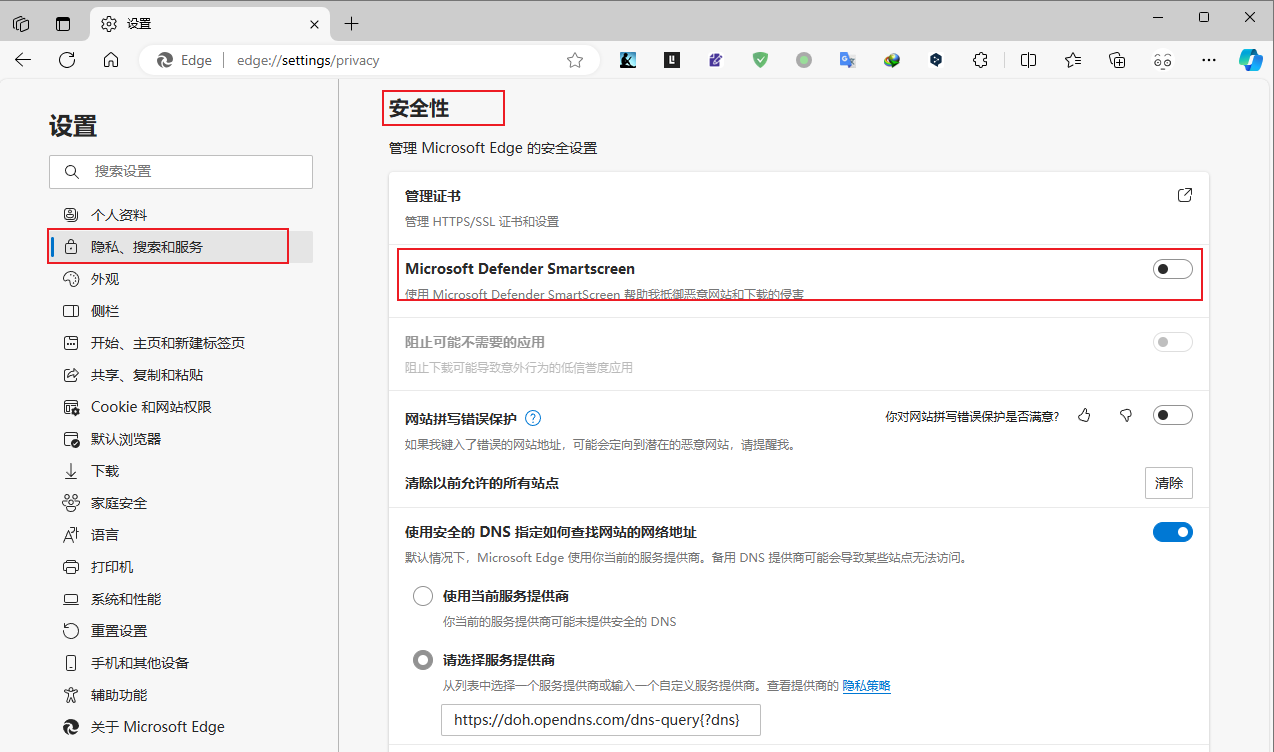 设置
Edge
edge://settings/privacy
设置
搜索设置
个人资料
隐私、搜索和服务
外观
侧栏
开始、主页和新建标签页
共享、复制和粘贴
Cookie 和网站权限
默认浏览器
下载
家庭安全
语言
打印机
系统和性能
重置设置
手机和其他设备
辅助功能
关于 Microsoft Edge
安全性
管理 Microsoft Edge 的安全设置
管理证书
管理 HTTPS/SSL 证书和设置
Microsoft Defender Smartscreen
使用 Microsoft Defender SmartScreen 帮助我抵御恶意网站和下载的侵害
阻止可能不需要的应用
阻止下载可能导致意外行为的低信誉度应用
网站拼写错误保护
你对网站拼写错误保护是否满意?
如果我键入了错误的网站地址，可能会定向到潜在的恶意网站，请提醒我。
清除以前允许的所有站点
清除
使用安全的 DNS 指定如何查找网站的网络地址
默认情况下，Microsoft Edge 使用你当前的服务提供商。备用 DNS 提供商可能会导致某些站点无法访问。
使用当前服务提供商
你当前的服务提供商可能未提供安全的 DNS
请选择服务提供商
从列表中选择一个服务提供商或输入一个自定义服务提供商。查看提供商的 隐私策略
https://doh.opendns.com/dns-query{?dns}